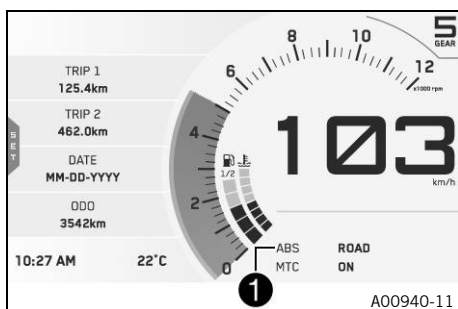 TRIP 1
125.4km
TRIP 2
462.0km
DATE
MM-DD-YYYY
ODO
3542km
SET
10:27 AM 22°C
0
2
4
6
8
10
12
x1000 rpm
1/2
5
GEAR
103
km/h
ABS ROAD
MTC ON
1
A00940-11